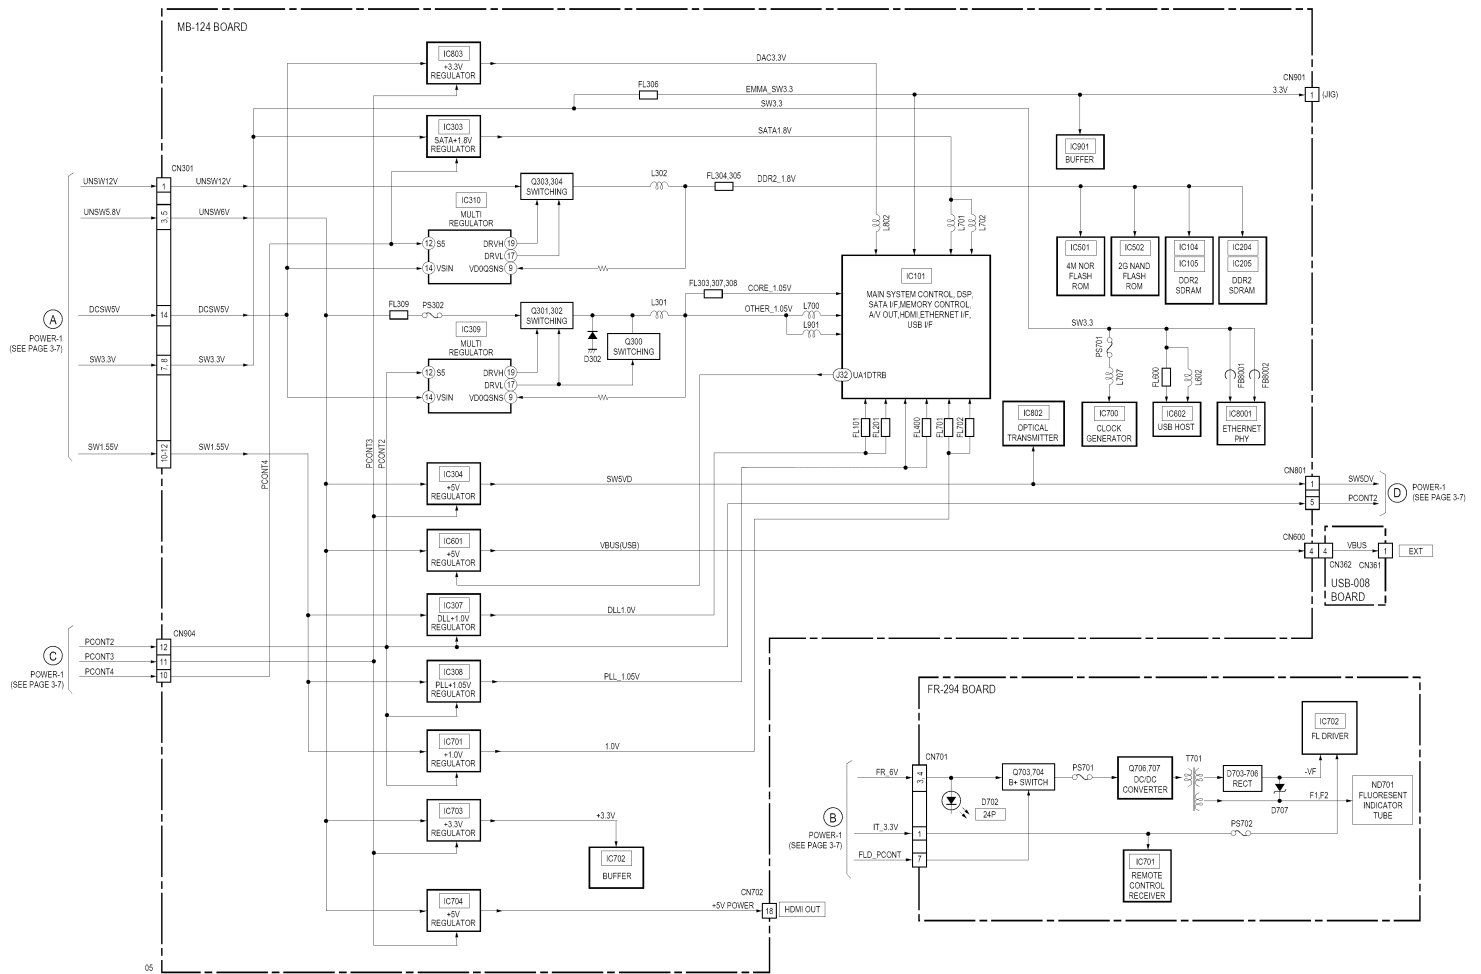 MB-124 BOARD
IC803
+3.3V
REGULATOR
DAC3.3V
FL306
EMMA_SW3.3
SW3.3
CN901
3.3V
1
(JIG)
IC303
SATA+1.8V
REGULATOR
SATA1.8V
IC901
BUFFER
CN301
UNSW12V
1
UNSW12V
UNSW5.8V
3, 5
UNSW6V
Q303,304
SWITCHING
L302
FL304,305
DDR2_1.8V
IC310
MULTI
REGULATOR
12
S5
DRVH
19
DRVL
17
14
VSIN
VD0QSNS
9
L802
L701
L702
IC501
4M NOR
FLASH
ROM
IC502
2G NAND
FLASH
ROM
IC104
IC105
DDR2
SDRAM
IC204
IC205
DDR2
SDRAM
IC101
MAIN SYSTEM CONTROL, DSP,
SATA I/F,MEMORY CONTROL,
A/V OUT,HDMI,ETHERNET I/F,
USB I/F
FL303,307,308
CORE_1.05V
OTHER_1.05V
L700
L901
A
POWER-1
(SEE PAGE 3-7)
DCSW5V
14
DCSW5V
FL309
PS302
Q301,302
SWITCHING
L301
D302
Q300
SWITCHING
IC309
MULTI
REGULATOR
12
S5
DRVH
19
DRVL
17
14
VSIN
VD0QSNS
9
SW3.3V
7, 8
SW3.3V
J32
UA1DTRB
SW3.3
PS701
L707
FL600
L602
FB8001
FB8002
IC802
OPTICAL
TRANSMITTER
IC700
CLOCK
GENERATOR
IC602
USB HOST
IC8001
ETHERNET
PHY
FL101
FL201
FL400
FL701
FL702
SW1.55V
10-12
SW1.55V
PCONT4
PCONT3
PCONT2
IC304
+5V
REGULATOR
SW5VD
CN801
1
SW5DV
5
PCONT2
D
POWER-1
(SEE PAGE 3-7)
IC601
+5V
REGULATOR
VBUS(USB)
CN600
4
4
VBUS
1
EXT
CN362
CN361
USB-008
BOARD
IC307
DLL+1.0V
REGULATOR
DLL1.0V
C
POWER-1
(SEE PAGE 3-7)
CN904
PCONT2
12
PCONT3
11
PCONT4
10
IC308
PLL+1.05V
REGULATOR
PLL_1.05V
IC701
+1.0V
REGULATOR
1.0V
IC703
+3.3V
REGULATOR
+3.3V
IC702
BUFFER
IC704
+5V
REGULATOR
+5V POWER
CN702
18
HDMI OUT
FR-294 BOARD
IC702
FL DRIVER
B
POWER-1
(SEE PAGE 3-7)
CN701
FR_6V
3, 4
D702
24P
Q703,704
B+ SWITCH
PS701
Q706,707
DC/DC
CONVERTER
T701
D703-706
RECT
-VF
D707
F1,F2
ND701
FLUORESENT
INDICATOR
TUBE
IT_3.3V
1
PS702
FLD_PCONT
7
IC701
REMOTE
CONTROL
RECEIVER
05